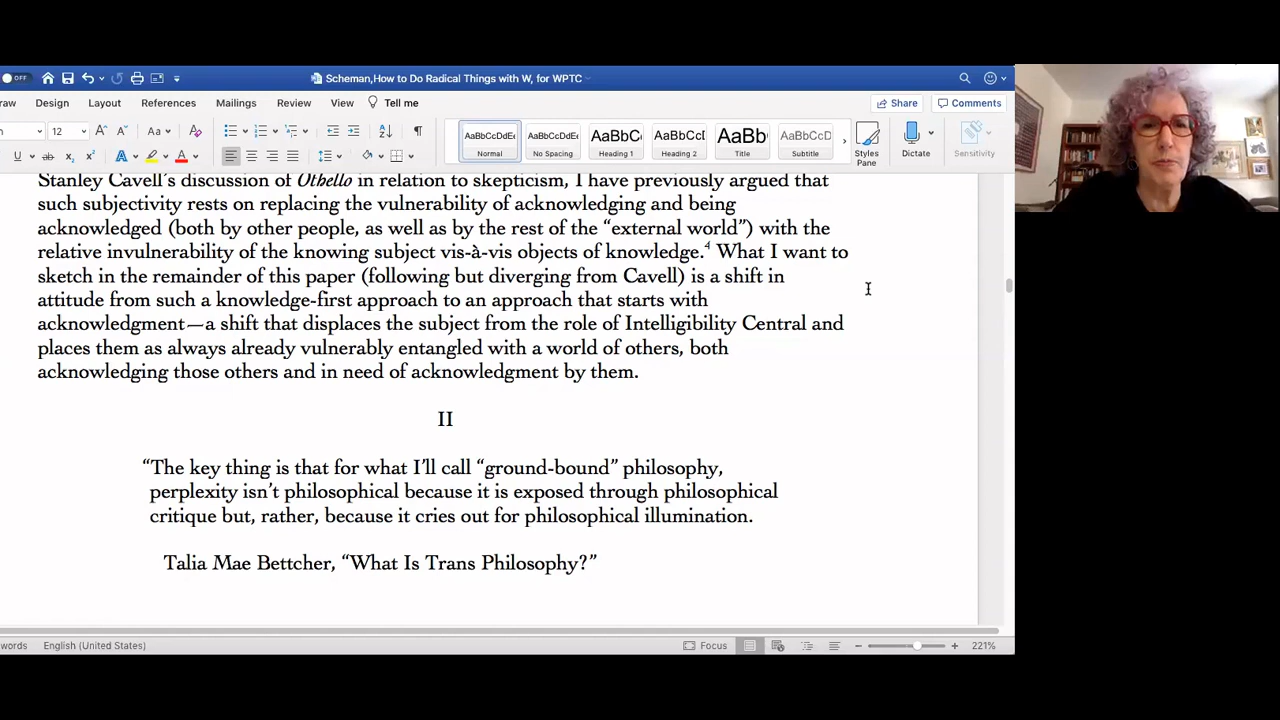 OFF
Scheman,How to Do Radical Things with W, for WPTC
raw Design Layout References Mailings Review View Tell me Share Comments
12 Aa
AaBbCcDdEe AaBbCcDdEe AaBbC AaBbCcD AaBb AaBbCcD
Normal No Spacing Heading 1 Heading 2 Title Subtitle Styles Pane Dictate Sensitivity
Stanley Cavell’s discussion of Othello in relation to skepticism, I have previously argued that
such subjectivity rests on replacing the vulnerability of acknowledging and being
acknowledged (both by other people, as well as by the rest of the “external world”) with the
relative invulnerability of the knowing subject vis-à-vis objects of knowledge.4 What I want to
sketch in the remainder of this paper (following but diverging from Cavell) is a shift in
attitude from such a knowledge-first approach to an approach that starts with
acknowledgment—a shift that displaces the subject from the role of Intelligibility Central and
places them as always already vulnerably entangled with a world of others, both
acknowledging those others and in need of acknowledgment by them.
II
“The key thing is that for what I’ll call “ground-bound” philosophy,
perplexity isn’t philosophical because it is exposed through philosophical
critique but, rather, because it cries out for philosophical illumination.
Talia Mae Bettcher, “What Is Trans Philosophy?”
words English (United States) Focus 221%